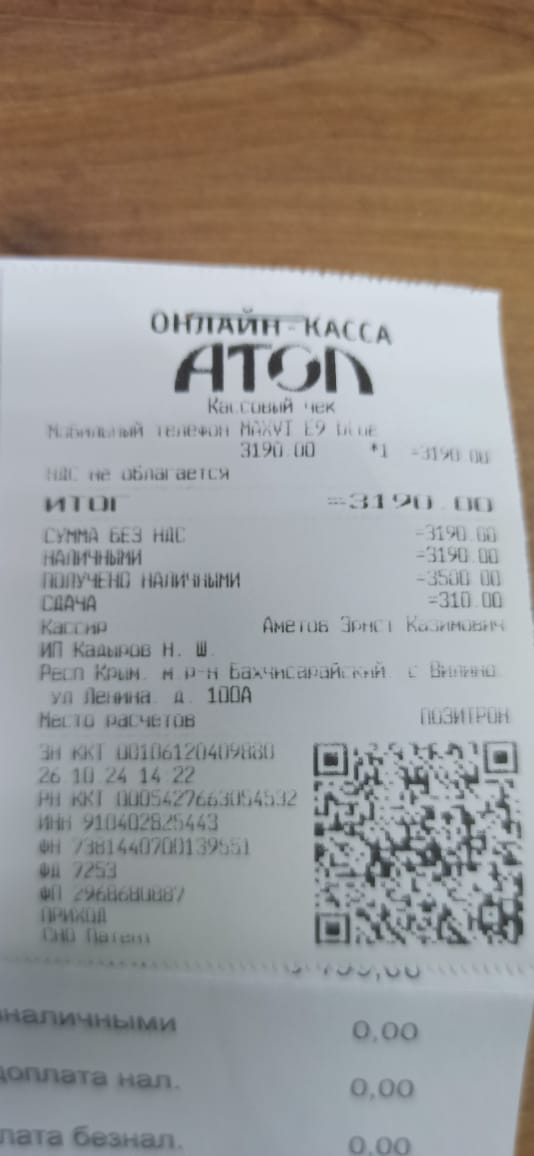 ОНЛАЙН-КАССА
АТОЛ
Кассовый чек
Мобильный телефон MAXVI E9 blue
3190.00 *1 =3190.00
НДС не облагается
ИТОГ =3190.00
СУММА БЕЗ НДС =3190.00
НАЛИЧНЫМИ =3190.00
ПОЛУЧЕНО НАЛИЧНЫМИ =3500.00
СДАЧА =310.00
Кассир Аметов Эрнст Казимович
ИП Кадыров Н. Ш.
Респ Крым, м.р-н Бахчисарайский, с Вилино,
ул Ленина, д. 100А
Место расчетов ПОЗИТРОН
ЗН ККТ 00106120409880
26.10.24 14:22
РН ККТ 0005427663054532
ИНН 910402825443
ФН 7381440700139551
ФД 7253
ФП 2968680887
ПРИХОД
СНО Патент
наличными 0,00
доплата нал. 0,00
лата безнал. 0,00